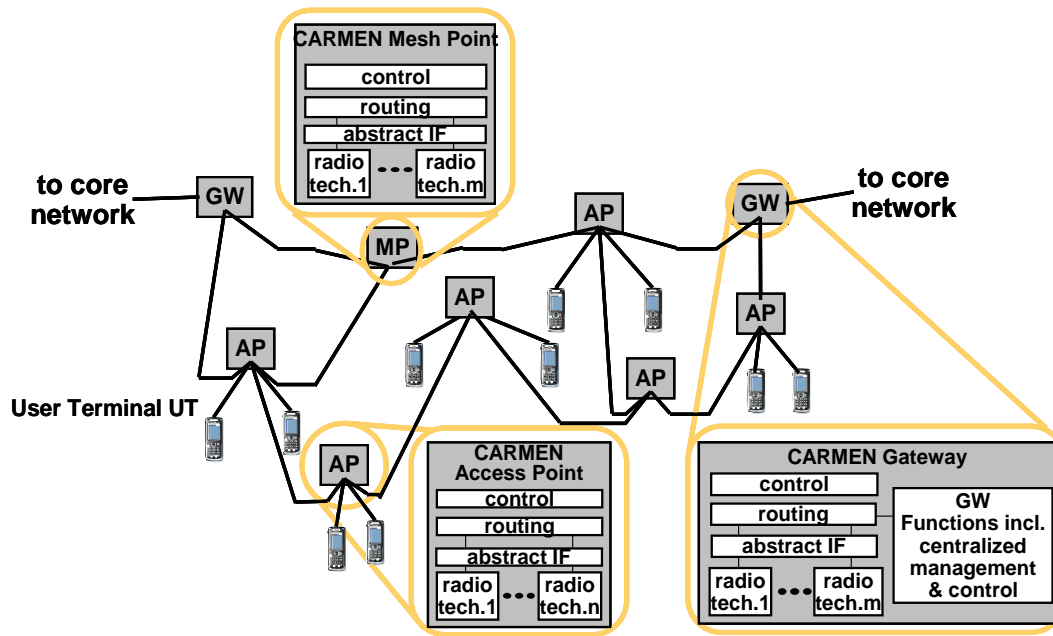 CARMEN Mesh Point
control
routing
abstract IF
radio
tech.1
radio
tech.m
to core
network
GW
MP
AP
GW
to core
network
AP
AP
AP
AP
User Terminal UT
AP
CARMEN
Access Point
control
routing
abstract IF
radio
tech.1
radio
tech.n
CARMEN Gateway
control
routing
abstract IF
radio
tech.1
radio
tech.m
GW
Functions incl.
centralized
management
& control